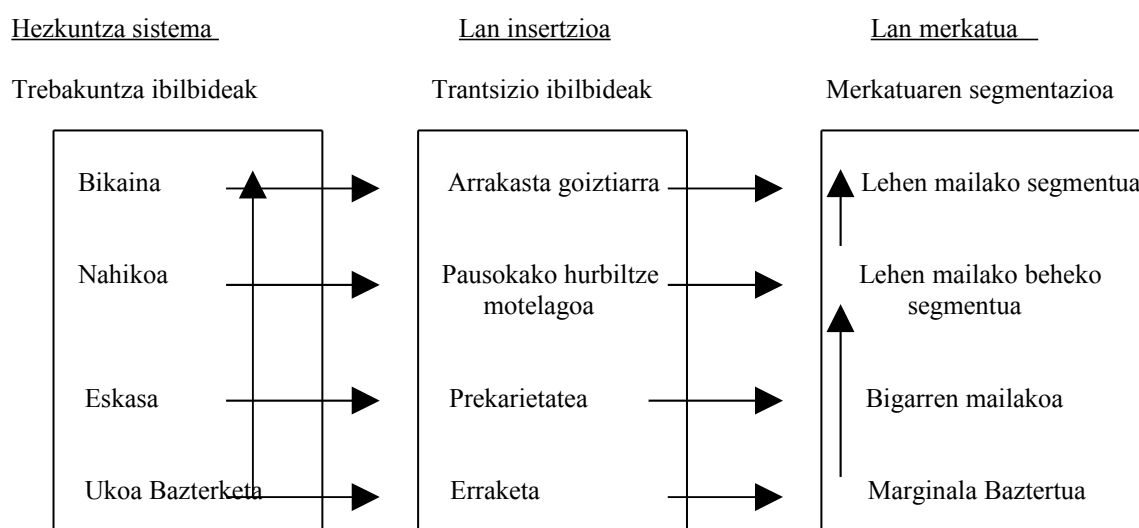 Hezkuntza sistema Lan insertzioa Lan merkatua
Trebakuntza ibilbideak Trantsizio ibilbideak Merkatuaren segmentazioa
Bikaina Arrakasta goiztiarra Lehen mailako segmentua
Nahikoa Pausokako hurbiltze Lehen mailako beheko
motelagoa segmentua
Eskasa Prekarietatea Bigarren mailakoa
Ukoa Bazterketa Erraketa Marginala Baztertua